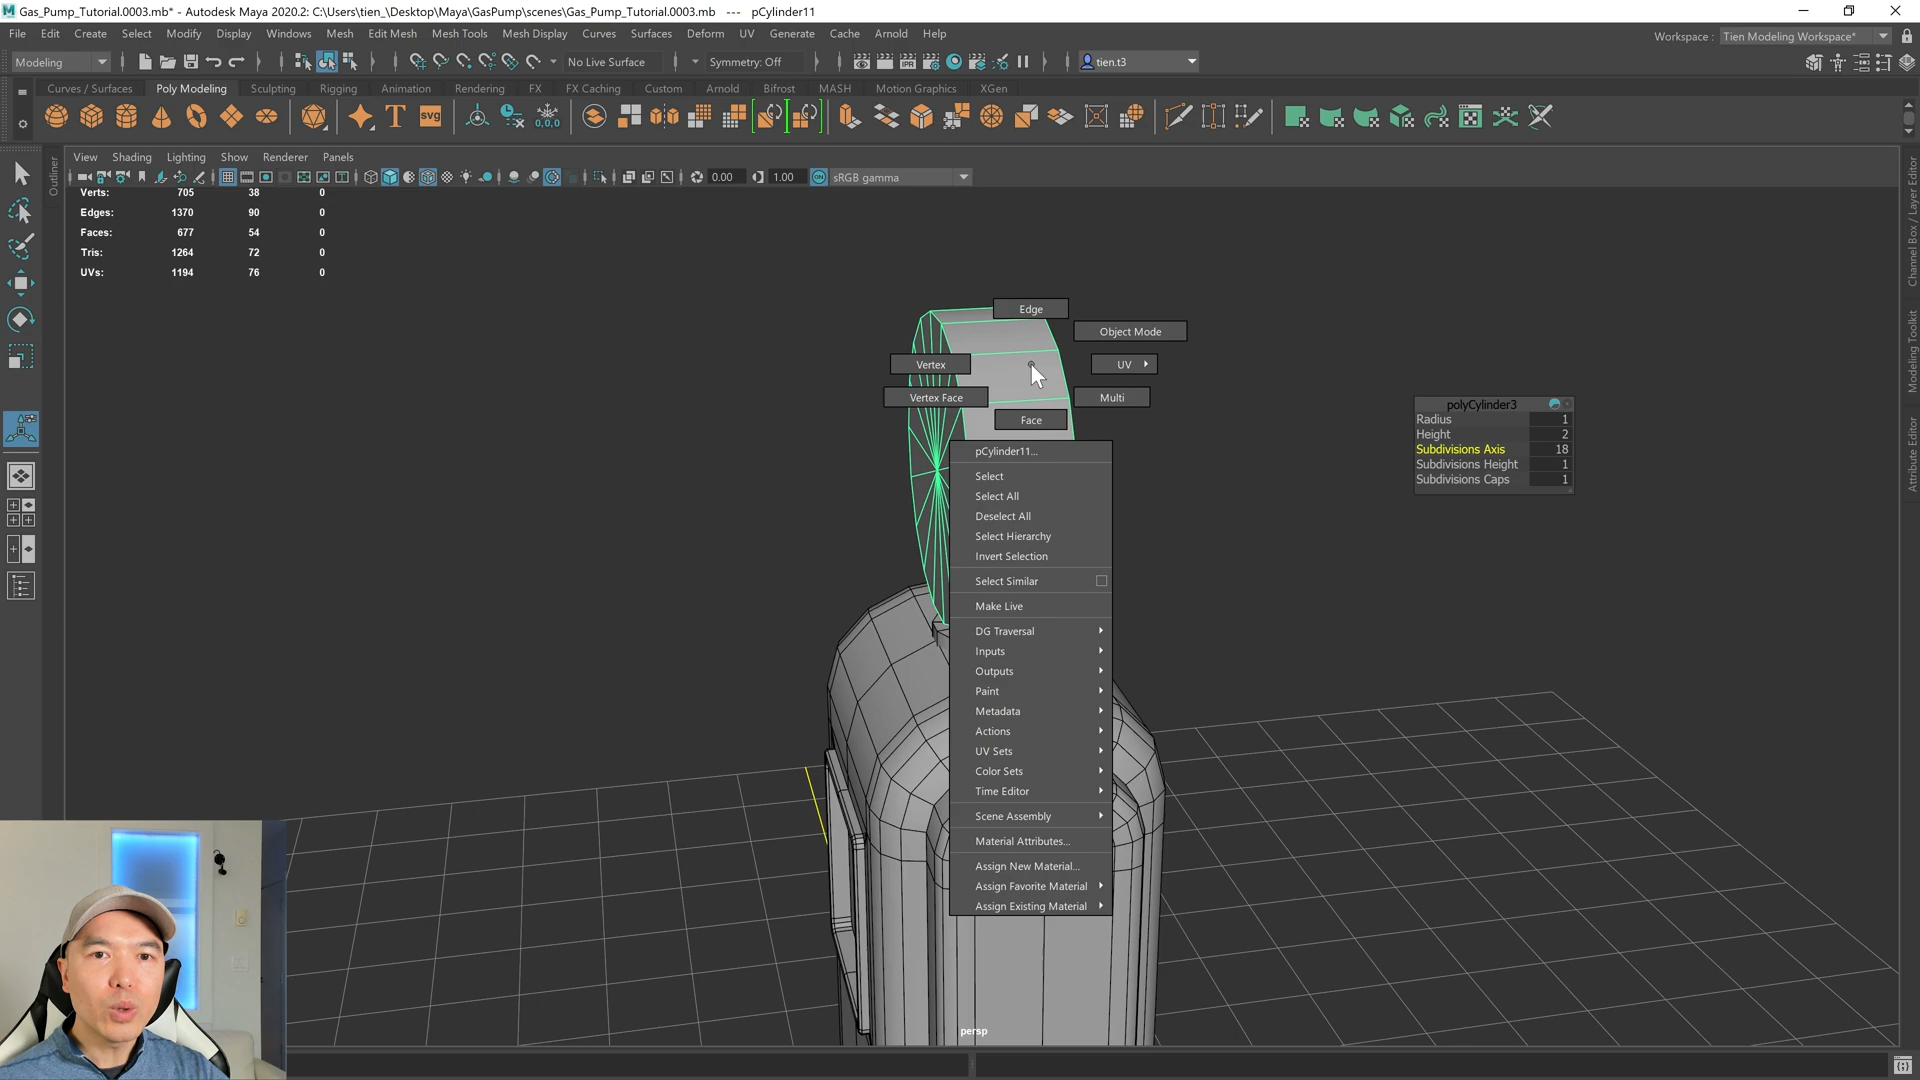 Gas_Pump_Tutorial.0003.mb* - Autodesk Maya 2020.2: C:\Users\tien_\Desktop\Maya\GasPump\scenes\Gas_Pump_Tutorial.0003.mb --- pCylinder11
File Edit Create Select Modify Display Windows Mesh Edit Mesh Mesh Tools Mesh Display Curves Surfaces Deform UV Generate Cache Arnold Help Workspace : Tien Modeling Workspace*
Modeling No Live Surface Symmetry: Off tien.t3
Curves / Surfaces Poly Modeling Sculpting Rigging Animation Rendering FX FX Caching Custom Arnold Bifrost MASH Motion Graphics XGen
T svg 0,0,0
View Shading Lighting Show Renderer Panels
0.00 1.00 ON sRGB gamma
Outliner
Verts: 705 38 0
Edges: 1370 90 0
Faces: 677 54 0
Tris: 1264 72 0
UVs: 1194 76 0
Edge
Object Mode
Vertex UV
Vertex Face Multi
Face
pCylinder11...
Select
Select All
Deselect All
Select Hierarchy
Invert Selection
Select Similar
Make Live
DG Traversal
Inputs
Outputs
Paint
Metadata
Actions
UV Sets
Color Sets
Time Editor
Scene Assembly
Material Attributes...
Assign New Material...
Assign Favorite Material
Assign Existing Material
polyCylinder3
Radius 1
Height 2
Subdivisions Axis 18
Subdivisions Height 1
Subdivisions Caps 1
Channel Box / Layer Editor
Modeling Toolkit
Attribute Editor
persp